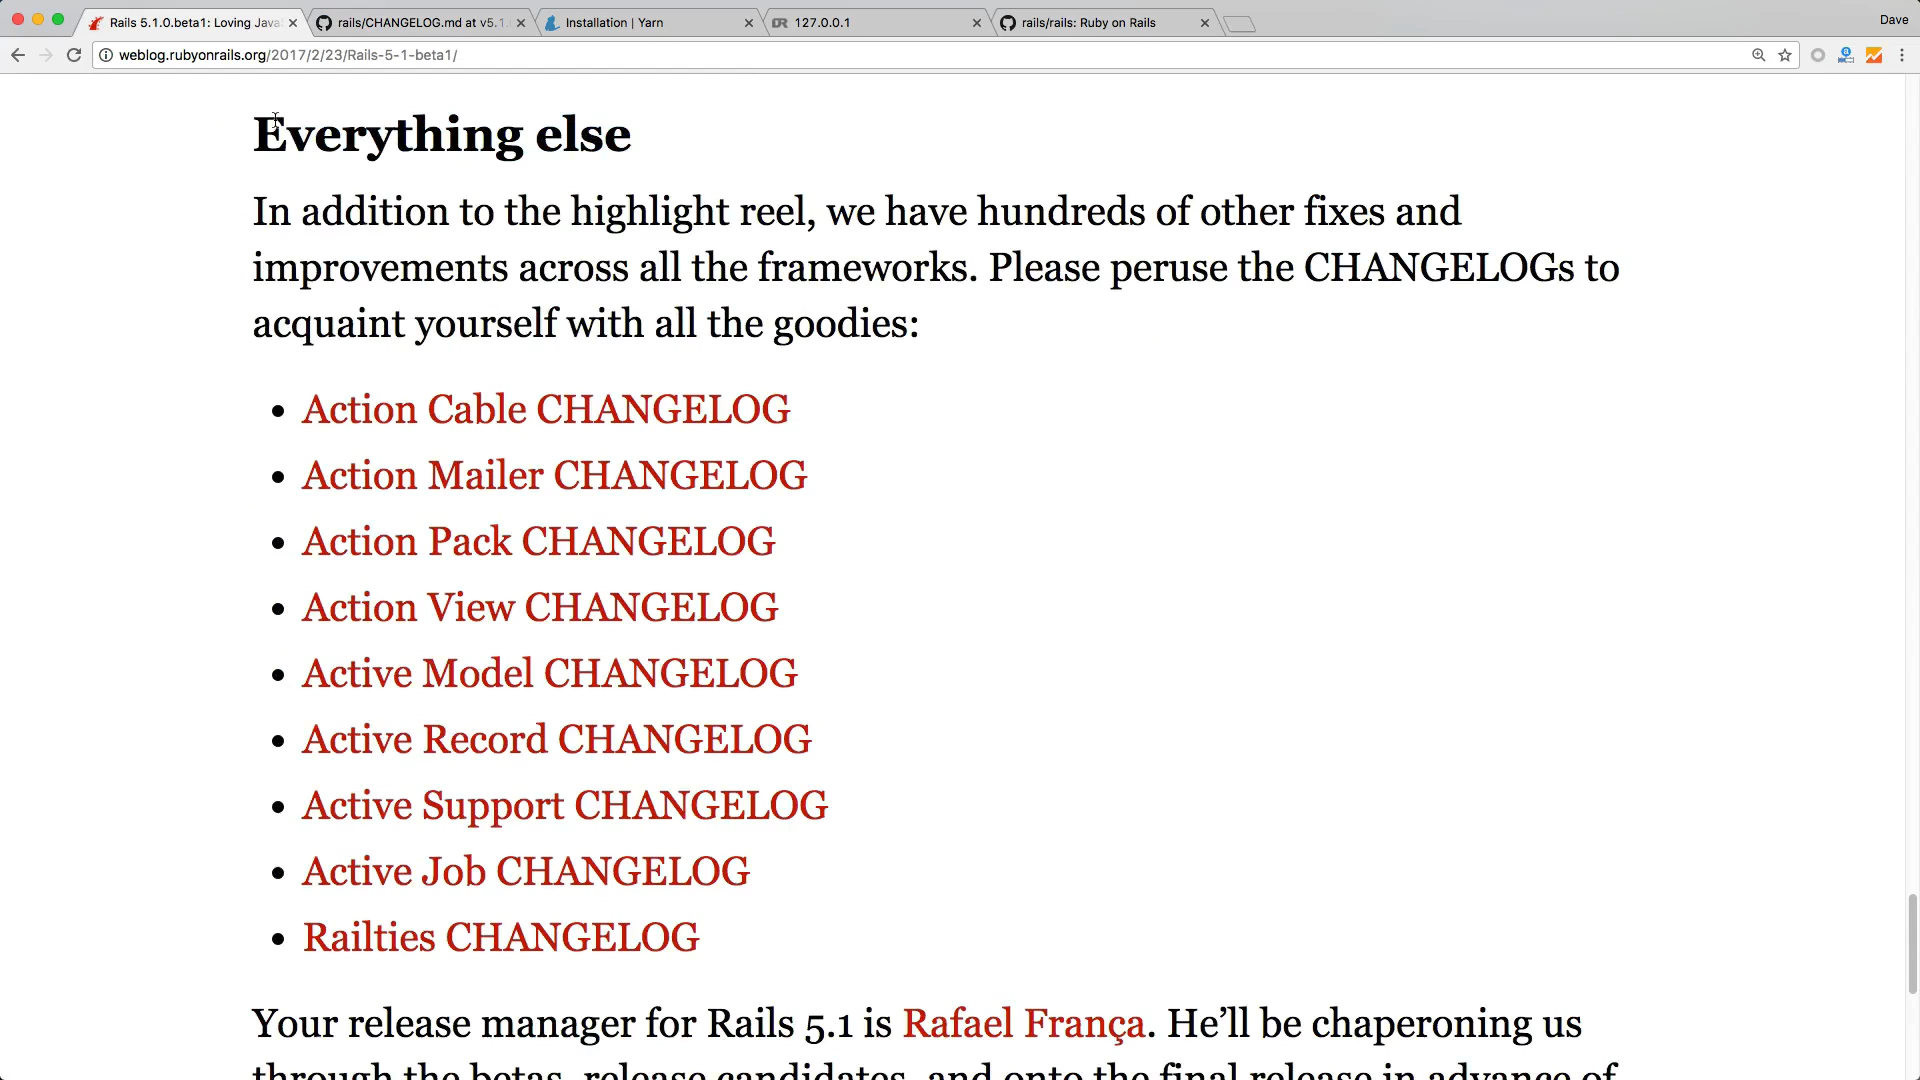 Rails 5.1.0.beta1: Loving Java
rails/CHANGELOG.md at v5.1.
Installation | Yarn
127.0.0.1
rails/rails: Ruby on Rails
Dave
weblog.rubyonrails.org/2017/2/23/Rails-5-1-beta1/
Everything else
In addition to the highlight reel, we have hundreds of other fixes and
improvements across all the frameworks. Please peruse the CHANGELOGs to
acquaint yourself with all the goodies:
• Action Cable CHANGELOG
• Action Mailer CHANGELOG
• Action Pack CHANGELOG
• Action View CHANGELOG
• Active Model CHANGELOG
• Active Record CHANGELOG
• Active Support CHANGELOG
• Active Job CHANGELOG
• Railties CHANGELOG
Your release manager for Rails 5.1 is Rafael França. He’ll be chaperoning us
through the betas, release candidates, and onto the final release in advance of